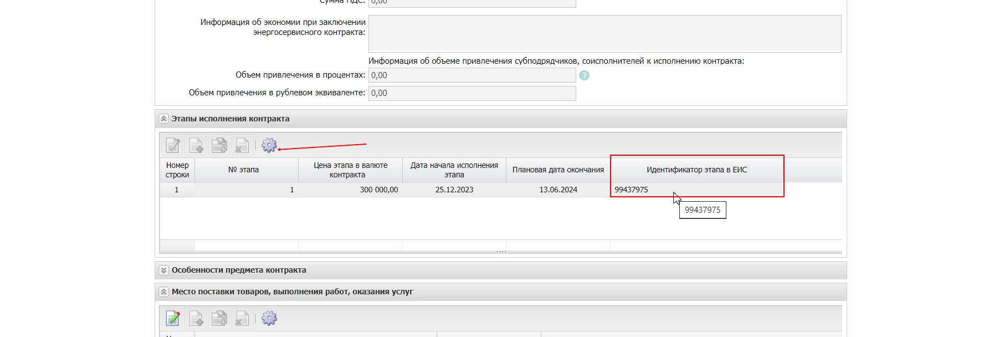 Сумма НДС: 0,00
Информация об экономии при заключении
энергосервисного контракта:
Информация об объеме привлечения субподрядчиков, соисполнителей к исполнению контракта:
Объем привлечения в процентах: 0,00 ?
Объем привлечения в рублевом эквиваленте: 0,00
Этапы исполнения контракта
Номер строки № этапа Цена этапа в валюте контракта Дата начала исполнения этапа Плановая дата окончания Идентификатор этапа в ЕИС
1 1 300 000,00 25.12.2023 13.06.2024 99437975
99437975
Особенности предмета контракта
Место поставки товаров, выполнения работ, оказания услуг